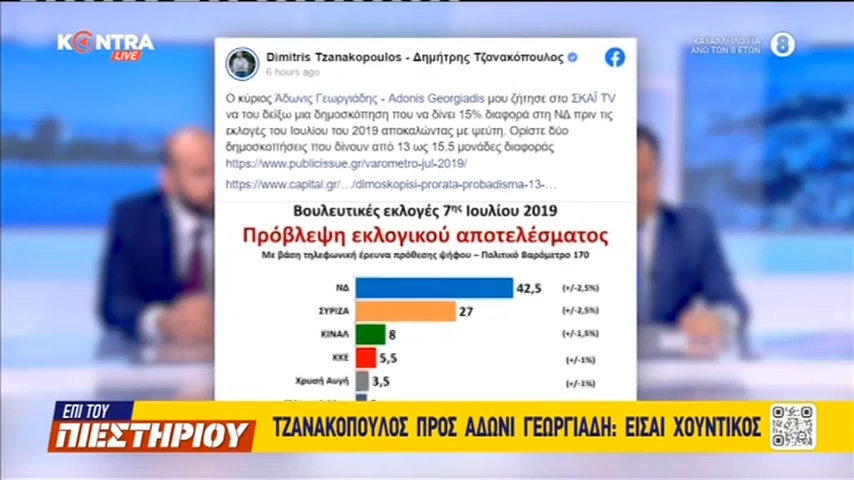 KONTRA
LIVE
ΚΑΤΑΛΛΗΛΟ ΓΙΑ
ΑΝΩ ΤΩΝ 8 ΕΤΩΝ
8
Dimitris Tzanakopoulos - Δημήτρης Τζανακόπουλος
6 hours ago
Ο κύριος Άδωνις Γεωργιάδης - Adonis Georgiadis μου ζήτησε στο ΣΚΑΪ TV
να του δείξω μια δημοσκόπηση που να δίνει 15% διαφορά στη ΝΔ πριν τις
εκλογές του Ιουλίου του 2019 αποκαλώντας με ψεύτη. Ορίστε δύο
δημοσκοπήσεις που δίνουν από 13 ως 15.5 μονάδες διαφοράς
https://www.publicissue.gr/varometro-jul-2019/
https://www.capital.gr/.../dimoskopisi-prorata-probadisma-13-...
Βουλευτικές εκλογές 7ης Ιουλίου 2019
Πρόβλεψη εκλογικού αποτελέσματος
Με βάση τηλεφωνική έρευνα πρόθεσης ψήφου – Πολιτικό Βαρόμετρο 170
ΝΔ 42,5 (+/-2,5%)
ΣΥΡΙΖΑ 27 (+/-2,5%)
ΚΙΝΑΛ 8 (+/-1,5%)
ΚΚΕ 5,5 (+/-1%)
Χρυσή Αυγή 3,5 (+/-1%)
ΕΠΙ ΤΟΥ
ΠΙΕΣΤΗΡΙΟΥ
ΤΖΑΝΑΚΟΠΟΥΛΟΣ ΠΡΟΣ ΑΔΩΝΙ ΓΕΩΡΓΙΑΔΗ: ΕΙΣΑΙ ΧΟΥΝΤΙΚΟΣ